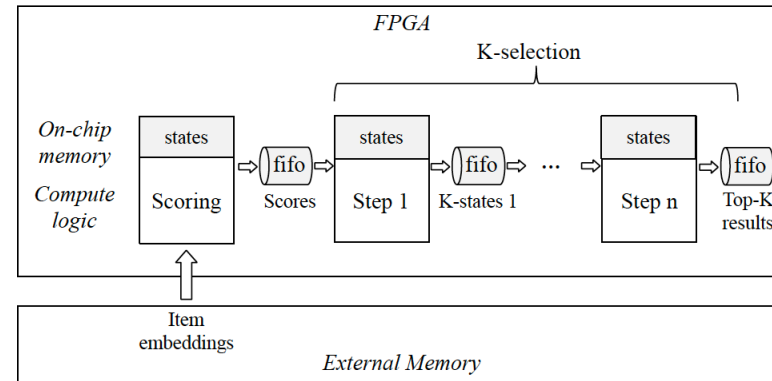 FPGA
K-selection
On-chip
memory
states
states
states
fifo
fifo
...
fifo
Compute
logic
Scoring
Scores
Step 1
K-states 1
Step n
Top-K
results
Item
embeddings
External Memory